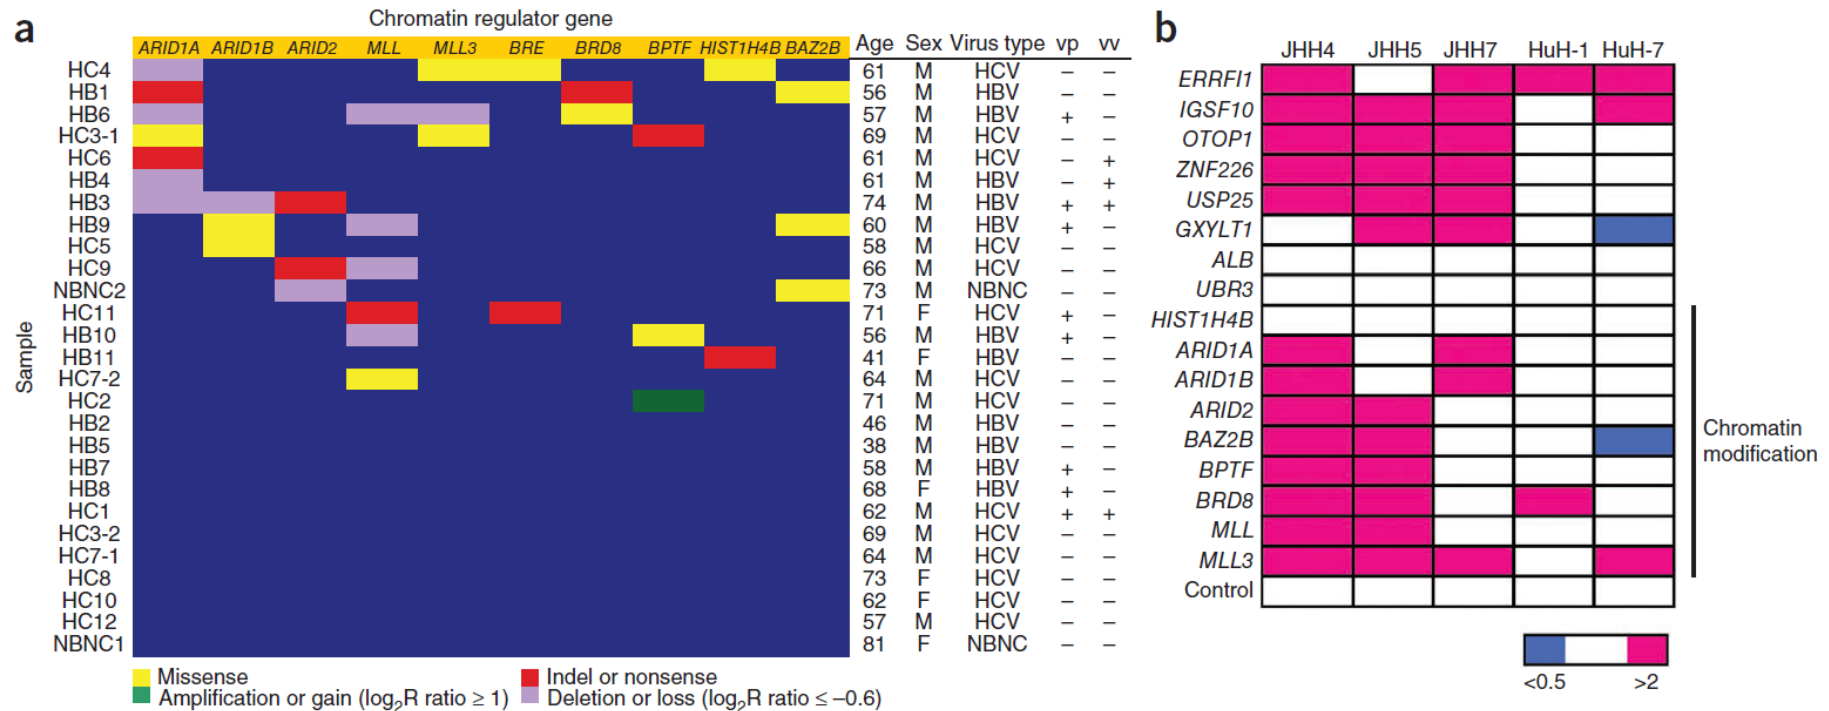 a
Chromatin regulator gene
ARID1A ARID1B ARID2 MLL MLL3 BRE BRD8 BPTF HIST1H4B BAZ2B Age Sex Virus type vp vv
Sample
HC4 61 M HCV – –
HB1 56 M HBV – –
HB6 57 M HBV + –
HC3-1 69 M HCV – –
HC6 61 M HCV – +
HB4 61 M HBV – +
HB3 74 M HBV + +
HB9 60 M HBV + –
HC5 58 M HCV – –
HC9 66 M HCV – –
NBNC2 73 M NBNC – –
HC11 71 F HCV + –
HB10 56 M HBV + –
HB11 41 F HBV – –
HC7-2 64 M HCV – –
HC2 71 M HCV – –
HB2 46 M HBV – –
HB5 38 M HBV – –
HB7 58 M HBV + –
HB8 68 F HBV + –
HC1 62 M HCV + +
HC3-2 69 M HCV – –
HC7-1 64 M HCV – –
HC8 73 F HCV – –
HC10 62 F HCV – –
HC12 57 M HCV – –
NBNC1 81 F NBNC – –
Missense Indel or nonsense
Amplification or gain (log₂R ratio ≥ 1) Deletion or loss (log₂R ratio ≤ –0.6)
b
JHH4 JHH5 JHH7 HuH-1 HuH-7
ERRFI1
IGSF10
OTOP1
ZNF226
USP25
GXYLT1
ALB
UBR3
HIST1H4B
ARID1A
ARID1B
ARID2
BAZ2B
BPTF
BRD8
MLL
MLL3
Control
Chromatin
modification
<0.5 >2